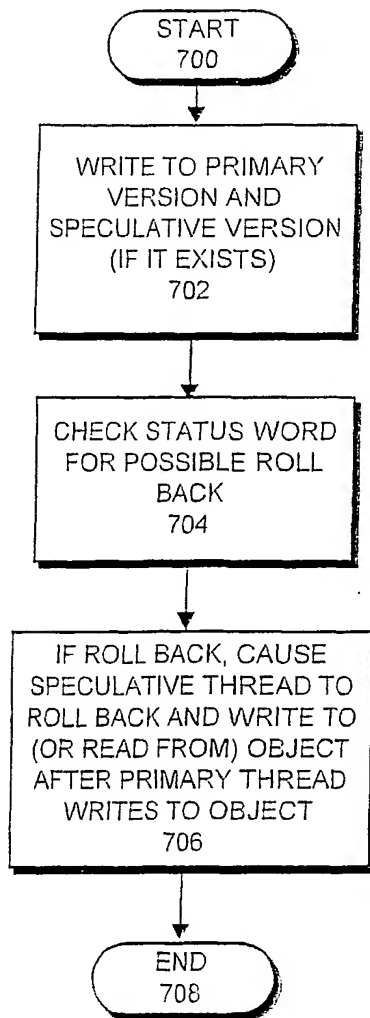 START
700
WRITE TO PRIMARY
VERSION AND
SPECULATIVE VERSION
(IF IT EXISTS)
702
CHECK STATUS WORD
FOR POSSIBLE ROLL
BACK
704
IF ROLL BACK, CAUSE
SPECULATIVE THREAD TO
ROLL BACK AND WRITE TO
(OR READ FROM) OBJECT
AFTER PRIMARY THREAD
WRITES TO OBJECT
706
END
708